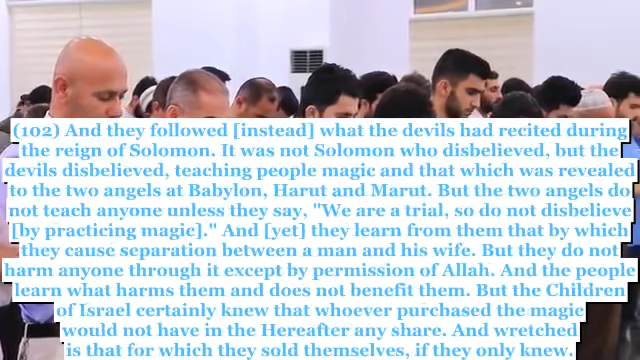 (102) And they followed [instead] what the devils had recited during
the reign of Solomon. It was not Solomon who disbelieved, but the
devils disbelieved, teaching people magic and that which was revealed
to the two angels at Babylon, Harut and Marut. But the two angels do
not teach anyone unless they say, "We are a trial, so do not disbelieve
[by practicing magic]." And [yet] they learn from them that by which
they cause separation between a man and his wife. But they do not
harm anyone through it except by permission of Allah. And the people
learn what harms them and does not benefit them. But the Children
of Israel certainly knew that whoever purchased the magic
would not have in the Hereafter any share. And wretched
is that for which they sold themselves, if they only knew.